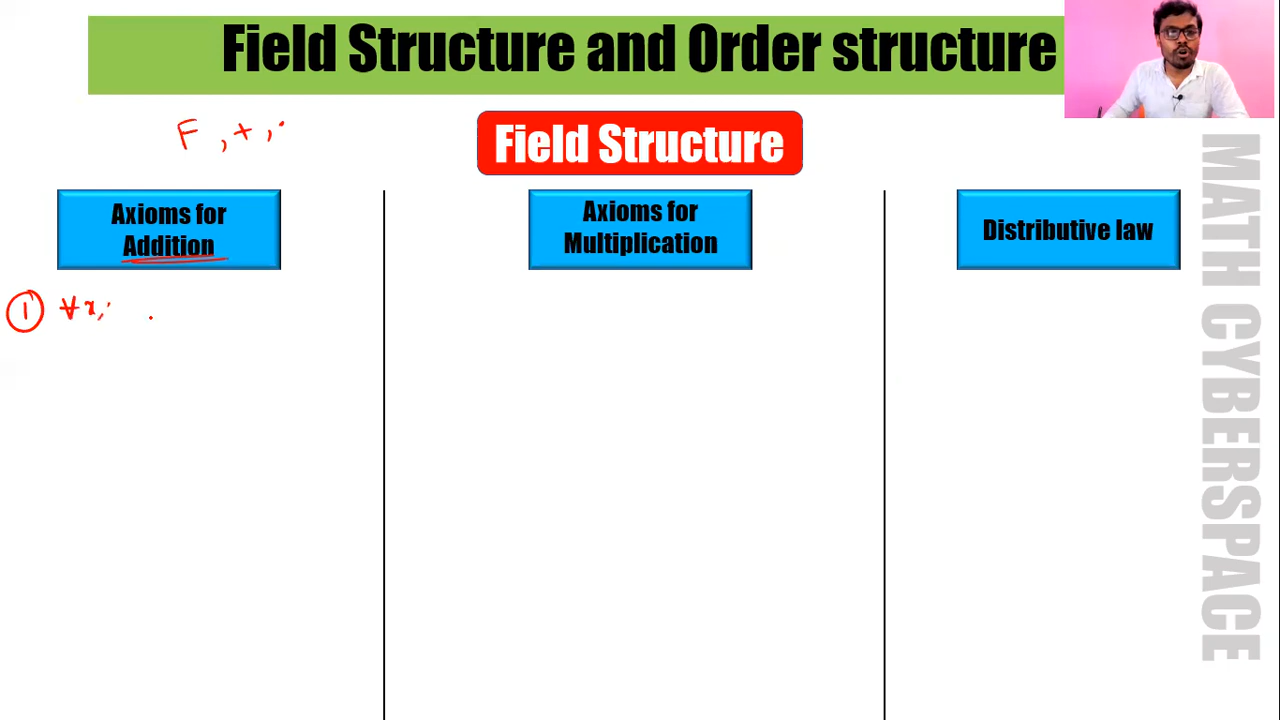 Field Structure and Order structure
F , + , ·
Field Structure
Axioms for
Addition
Axioms for
Multiplication
Distributive law
① ∀x,
MATH CYBERSPACE